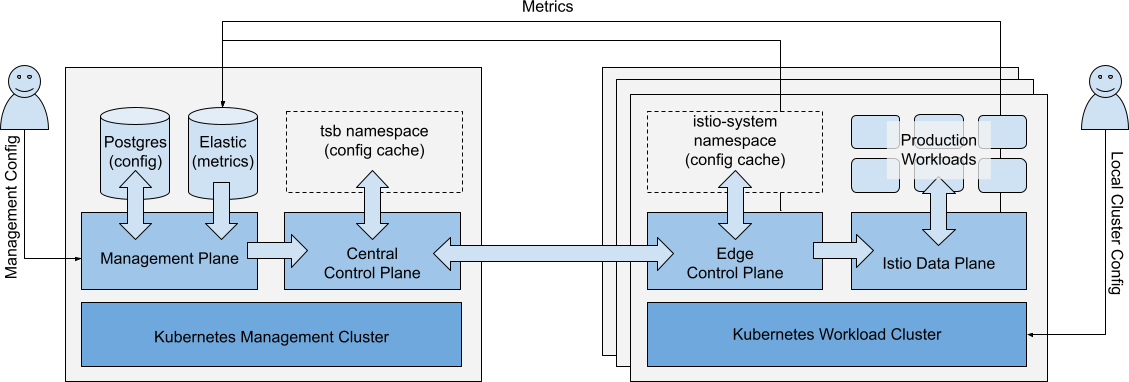 Metrics
Management Config
Postgres
(config)
Elastic
(metrics)
tsb namespace
(config cache)
Management Plane
Central
Control Plane
Kubernetes Management Cluster
istio-system
namespace
(config cache)
Production
Workloads
Edge
Control Plane
Istio Data Plane
Kubernetes Workload Cluster
Local Cluster Config